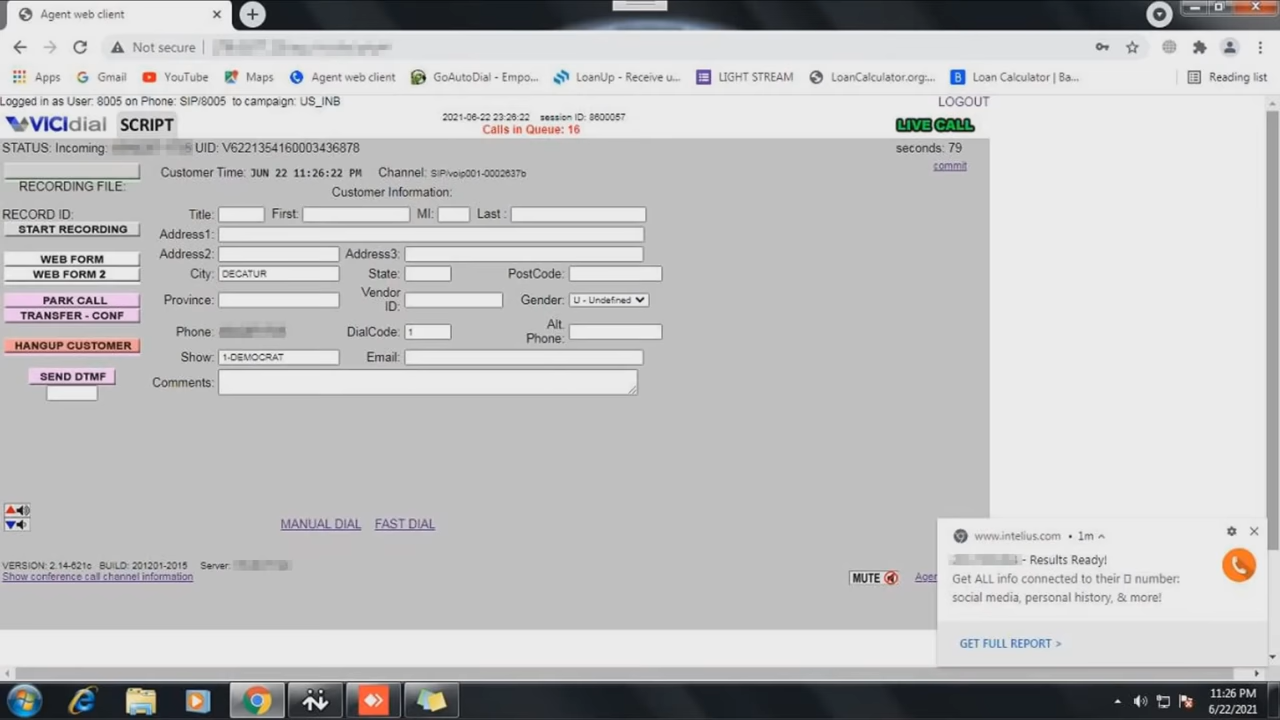 Agent web client
Not secure
Apps Gmail YouTube Maps Agent web client GoAutoDial - Empo... LoanUp - Receive u... LIGHT STREAM LoanCalculator.org:... Loan Calculator | Ba... Reading list
Logged in as User: 8005 on Phone: SIP/8005 to campaign: US_INB
LOGOUT
VICIdial SCRIPT
2021-06-22 23:26:22 session ID: 8600057
Calls in Queue: 16
LIVE CALL
STATUS: Incoming: UID: V6221354160003436878
seconds: 79
commit
RECORDING FILE:
Customer Time: JUN 22 11:26:22 PM Channel: SIP/voip001-0002637b
Customer Information:
RECORD ID:
START RECORDING
Title: First: MI: Last :
Address1:
Address2: Address3:
WEB FORM
WEB FORM 2
City: DECATUR State: PostCode:
PARK CALL
TRANSFER - CONF
Province: Vendor ID: Gender: U - Undefined
Phone: DialCode: 1 Alt. Phone:
HANGUP CUSTOMER
Show: 1-DEMOCRAT Email:
SEND DTMF
Comments:
MANUAL DIAL FAST DIAL
VERSION: 2.14-621c BUILD: 201201-2015 Server:
Show conference call channel information
MUTE
www.intelius.com • 1m
- Results Ready!
Get ALL info connected to their number:
social media, personal history, & more!
GET FULL REPORT >
11:26 PM
6/22/2021